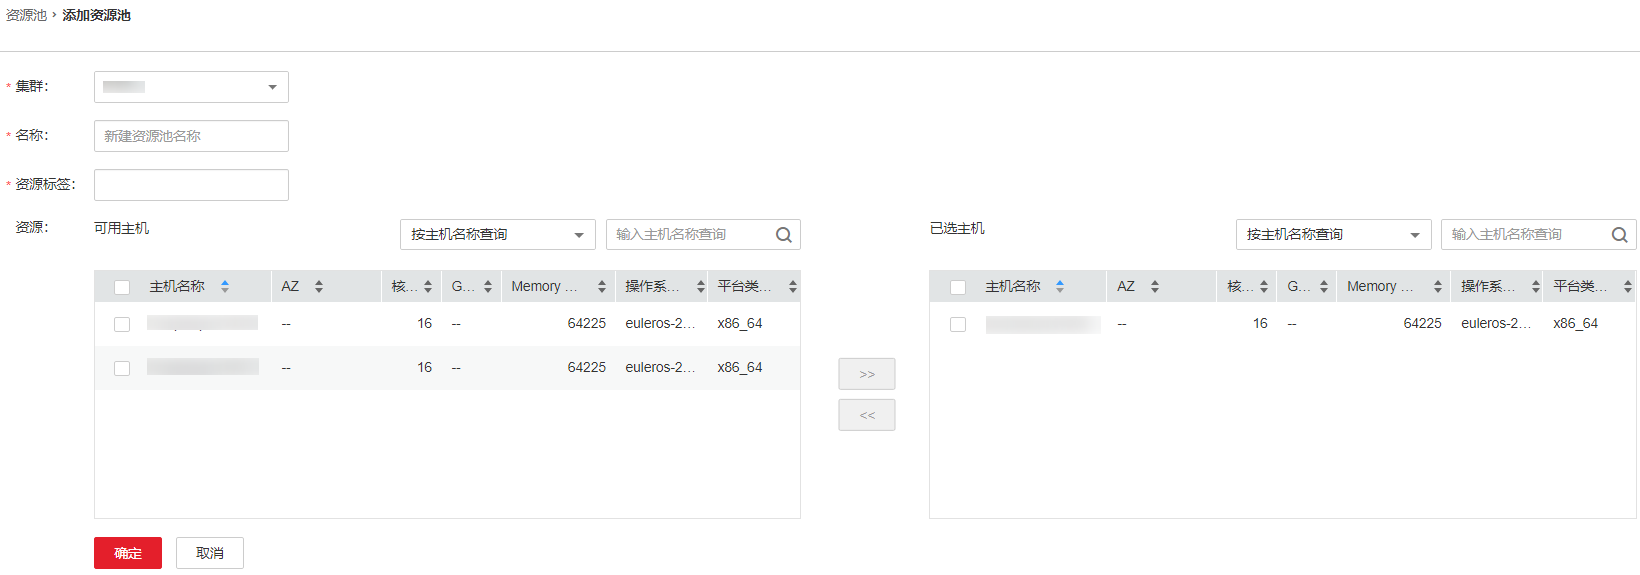 资源池 › 添加资源池
* 集群：
* 名称： 新建资源池名称
* 资源标签：
资源： 可用主机 按主机名称查询 输入主机名称查询 已选主机 按主机名称查询 输入主机名称查询
主机名称 AZ 核... G... Memory ... 操作系... 平台类... 主机名称 AZ 核... G... Memory ... 操作系... 平台类...
-- 16 -- 64225 euleros-2... x86_64 -- 16 -- 64225 euleros-2... x86_64
-- 16 -- 64225 euleros-2... x86_64
>>
<<
确定 取消